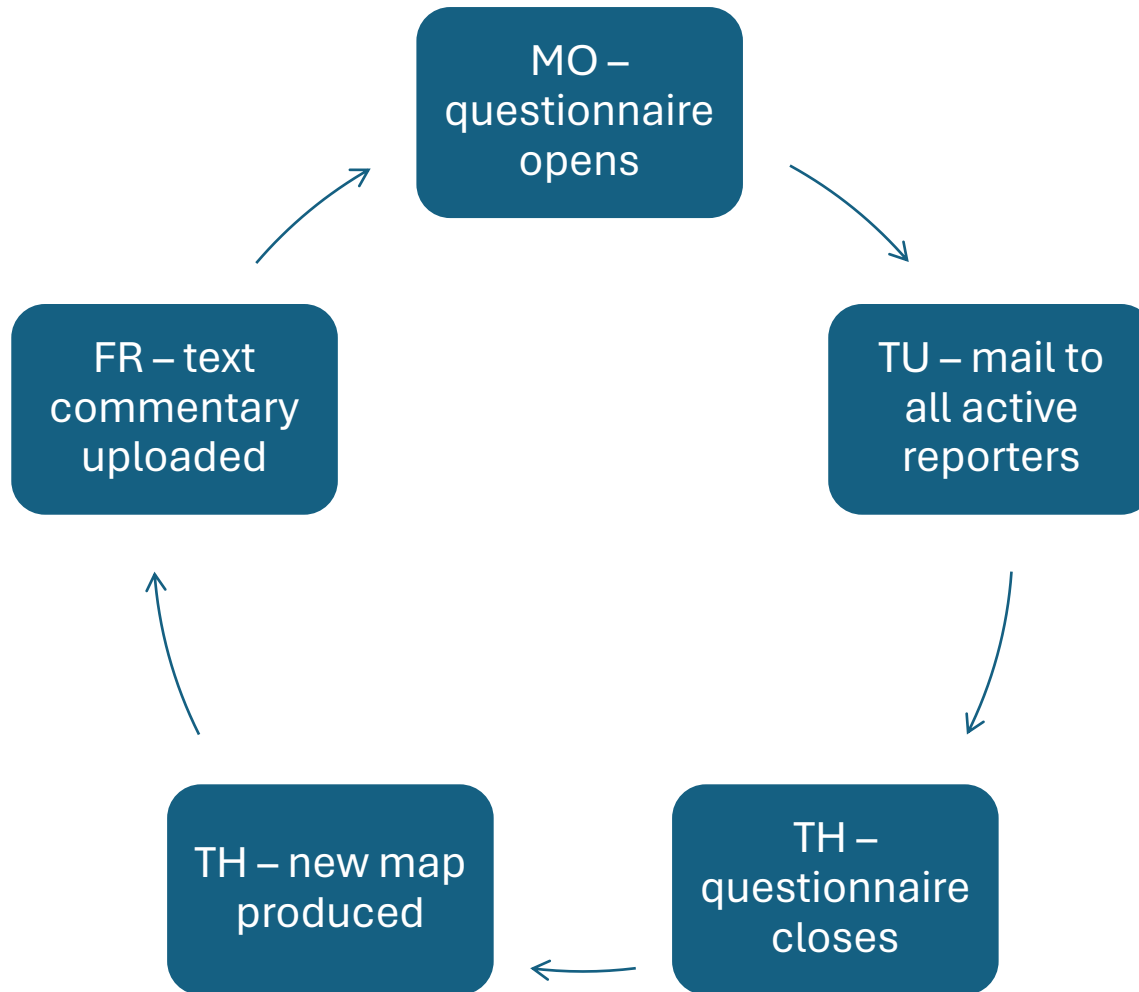 MO –
questionnaire
opens
TU – mail to
all active
reporters
TH –
questionnaire
closes
TH – new map
produced
FR – text
commentary
uploaded